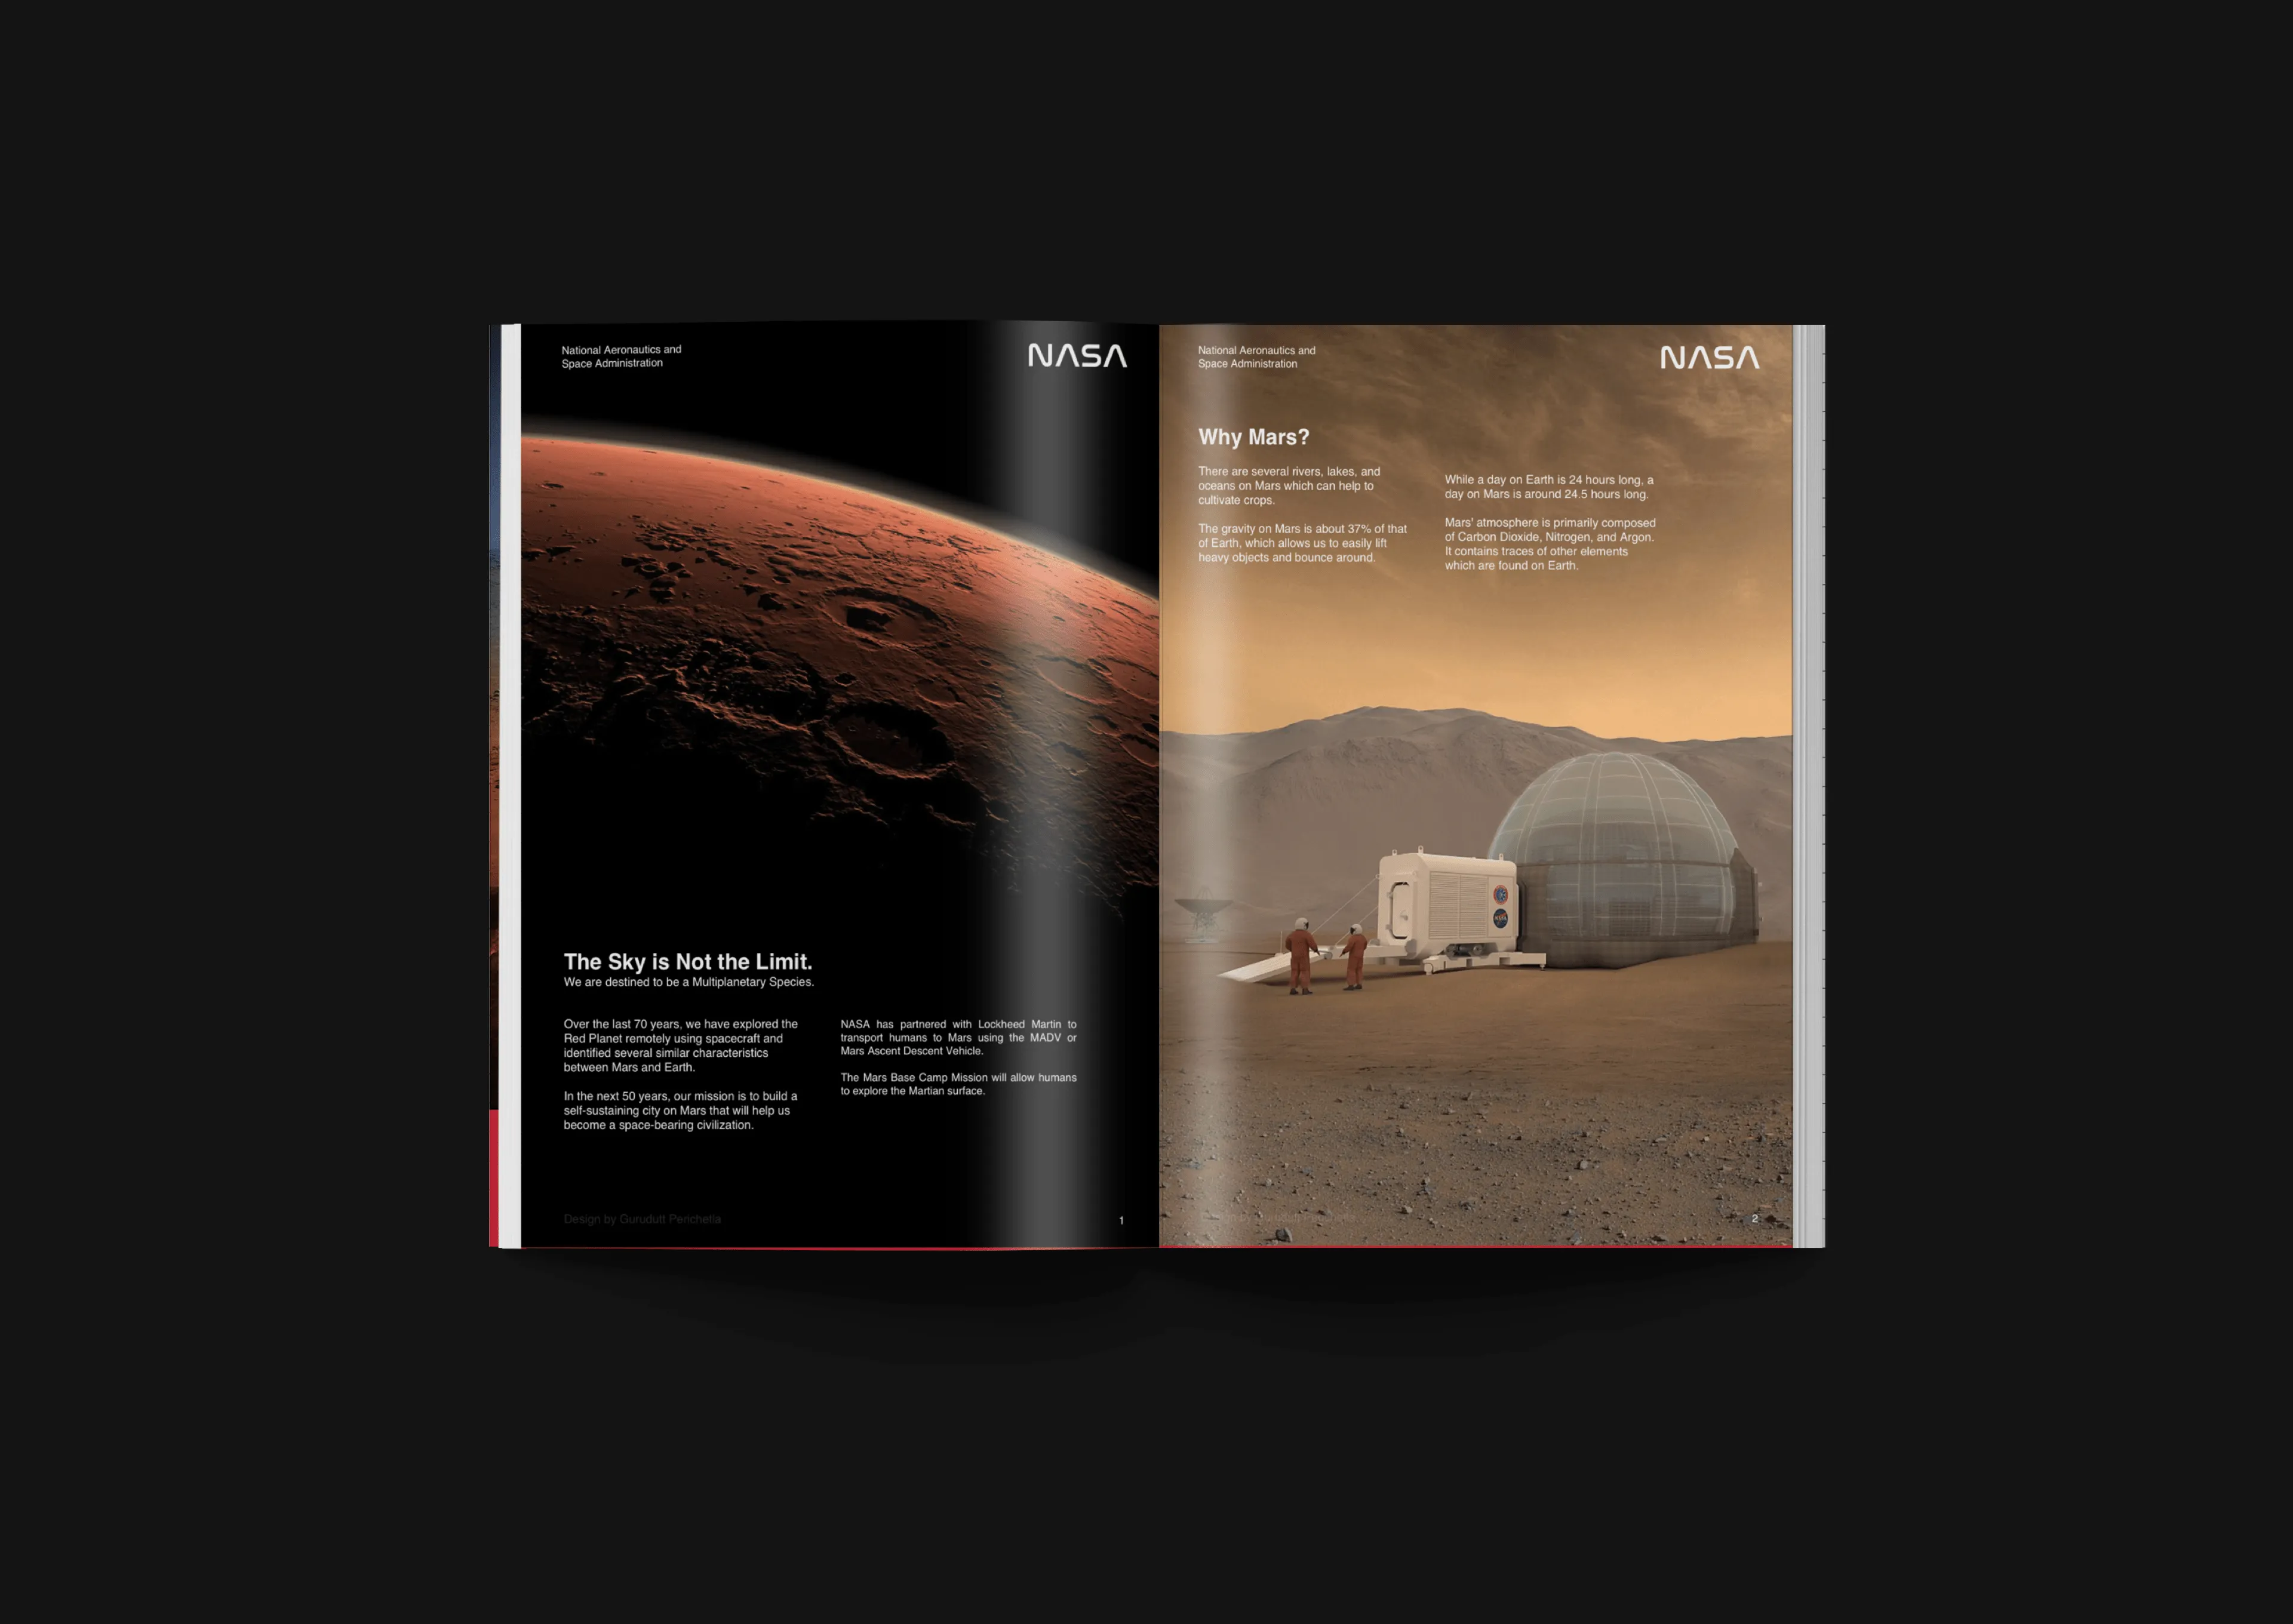 National Aeronautics and
Space Administration
NASA
The Sky is Not the Limit.
We are destined to be a Multiplanetary Species.
Over the last 70 years, we have explored the
Red Planet remotely using spacecraft and
identified several similar characteristics
between Mars and Earth.
In the next 50 years, our mission is to build a
self-sustaining city on Mars that will help us
become a space-bearing civilization.
NASA has partnered with Lockheed Martin to
transport humans to Mars using the MADV or
Mars Ascent Descent Vehicle.
The Mars Base Camp Mission will allow humans
to explore the Martian surface.
Design by Gurudutt Perichetla
1
National Aeronautics and
Space Administration
NASA
Why Mars?
There are several rivers, lakes, and
oceans on Mars which can help to
cultivate crops.
The gravity on Mars is about 37% of that
of Earth, which allows us to easily lift
heavy objects and bounce around.
While a day on Earth is 24 hours long, a
day on Mars is around 24.5 hours long.
Mars' atmosphere is primarily composed
of Carbon Dioxide, Nitrogen, and Argon.
It contains traces of other elements
which are found on Earth.
NASA
2